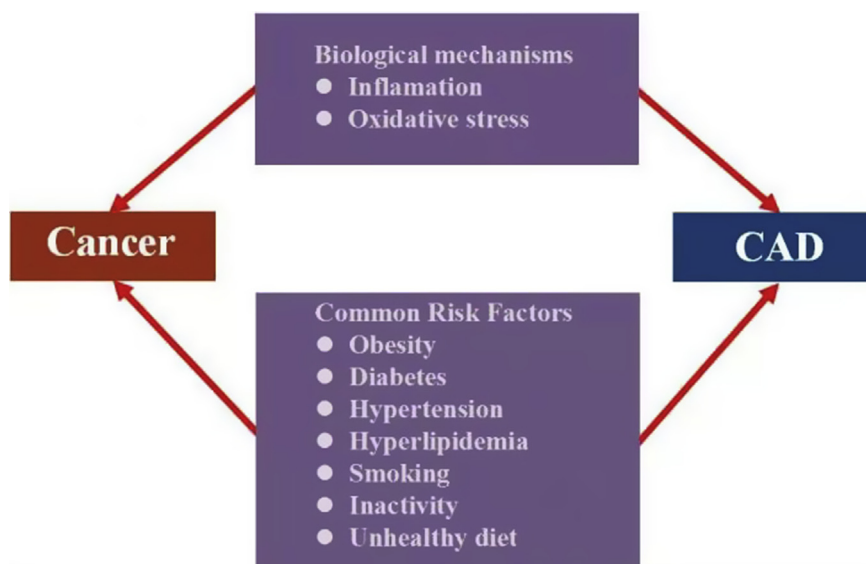 Biological mechanisms
● Inflamation
● Oxidative stress
Cancer
CAD
Common Risk Factors
● Obesity
● Diabetes
● Hypertension
● Hyperlipidemia
● Smoking
● Inactivity
● Unhealthy diet